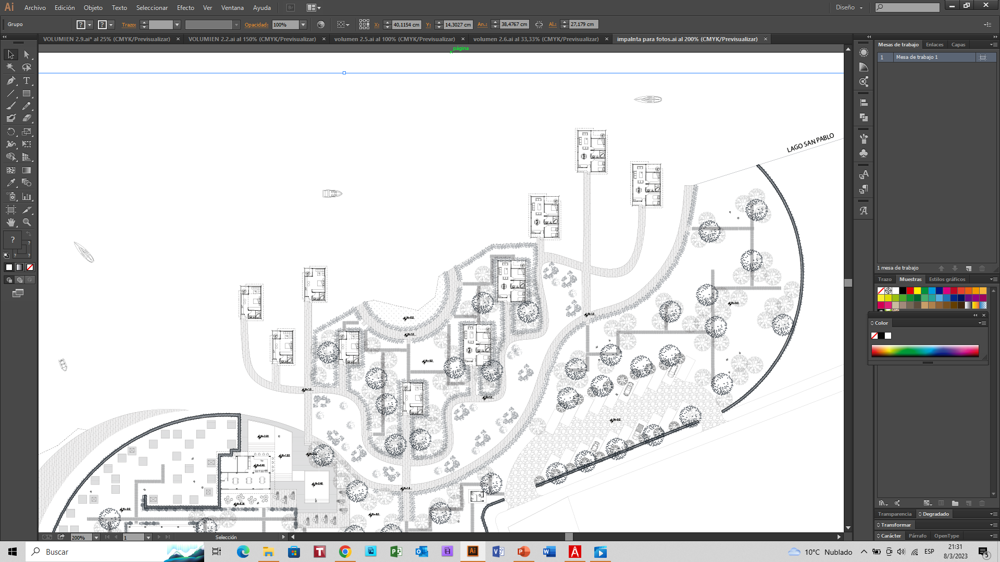 Ai Archivo Edición Objeto Texto Seleccionar Efecto Ver Ventana Ayuda Br Diseño
Grupo ? ? Trazo: Opacidad: 100% X: 40,1154 cm Y: 14,3027 cm An.: 38,4767 cm Al.: 27,179 cm
VOLUMIEN 2.9.ai* al 25% (CMYK/Previsualizar) × VOLUMIEN 2.2.ai al 150% (CMYK/Previsualizar) × volumen 2.5.ai al 100% (CMYK/Previsualizar) × volumen 2.6.ai al 33,33% (CMYK/Previsualizar) × impalnta para fotos.ai al 200% (CMYK/Previsualizar) ×
Mesas de trabajo Enlaces Capas
página
1 Mesa de trabajo 1
LAGO SAN PABLO
1 mesa de trabajo
Trazo Muestras Estilos gráficos
Color
Transparencia Degradado
Transformar
Carácter Párrafo OpenType
200% 1 Selección
Buscar
10°C Nublado ESP 21:31
8/3/2023
5